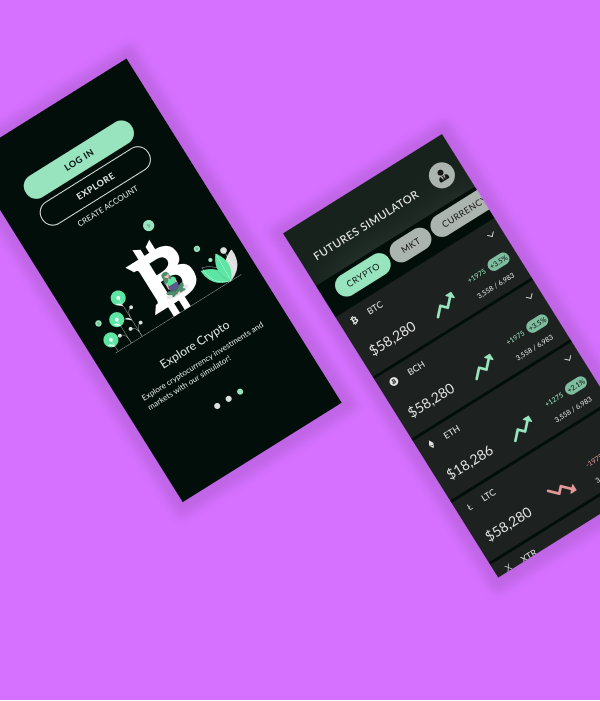 LOG IN
EXPLORE
CREATE ACCOUNT
Explore Crypto
Explore cryptocurrency investments and
markets with our simulator!
FUTURES SIMULATOR
CRYPTO MKT CURRENCY
BTC
$58,280
+1975 +3.5%
3,558 / 6.983
BCH
$58,280
+1975 +3.5%
3,558 / 6.983
ETH
$18,286
+1275 +2.1%
3,558 / 6.983
LTC
$58,280
-1975
XTR